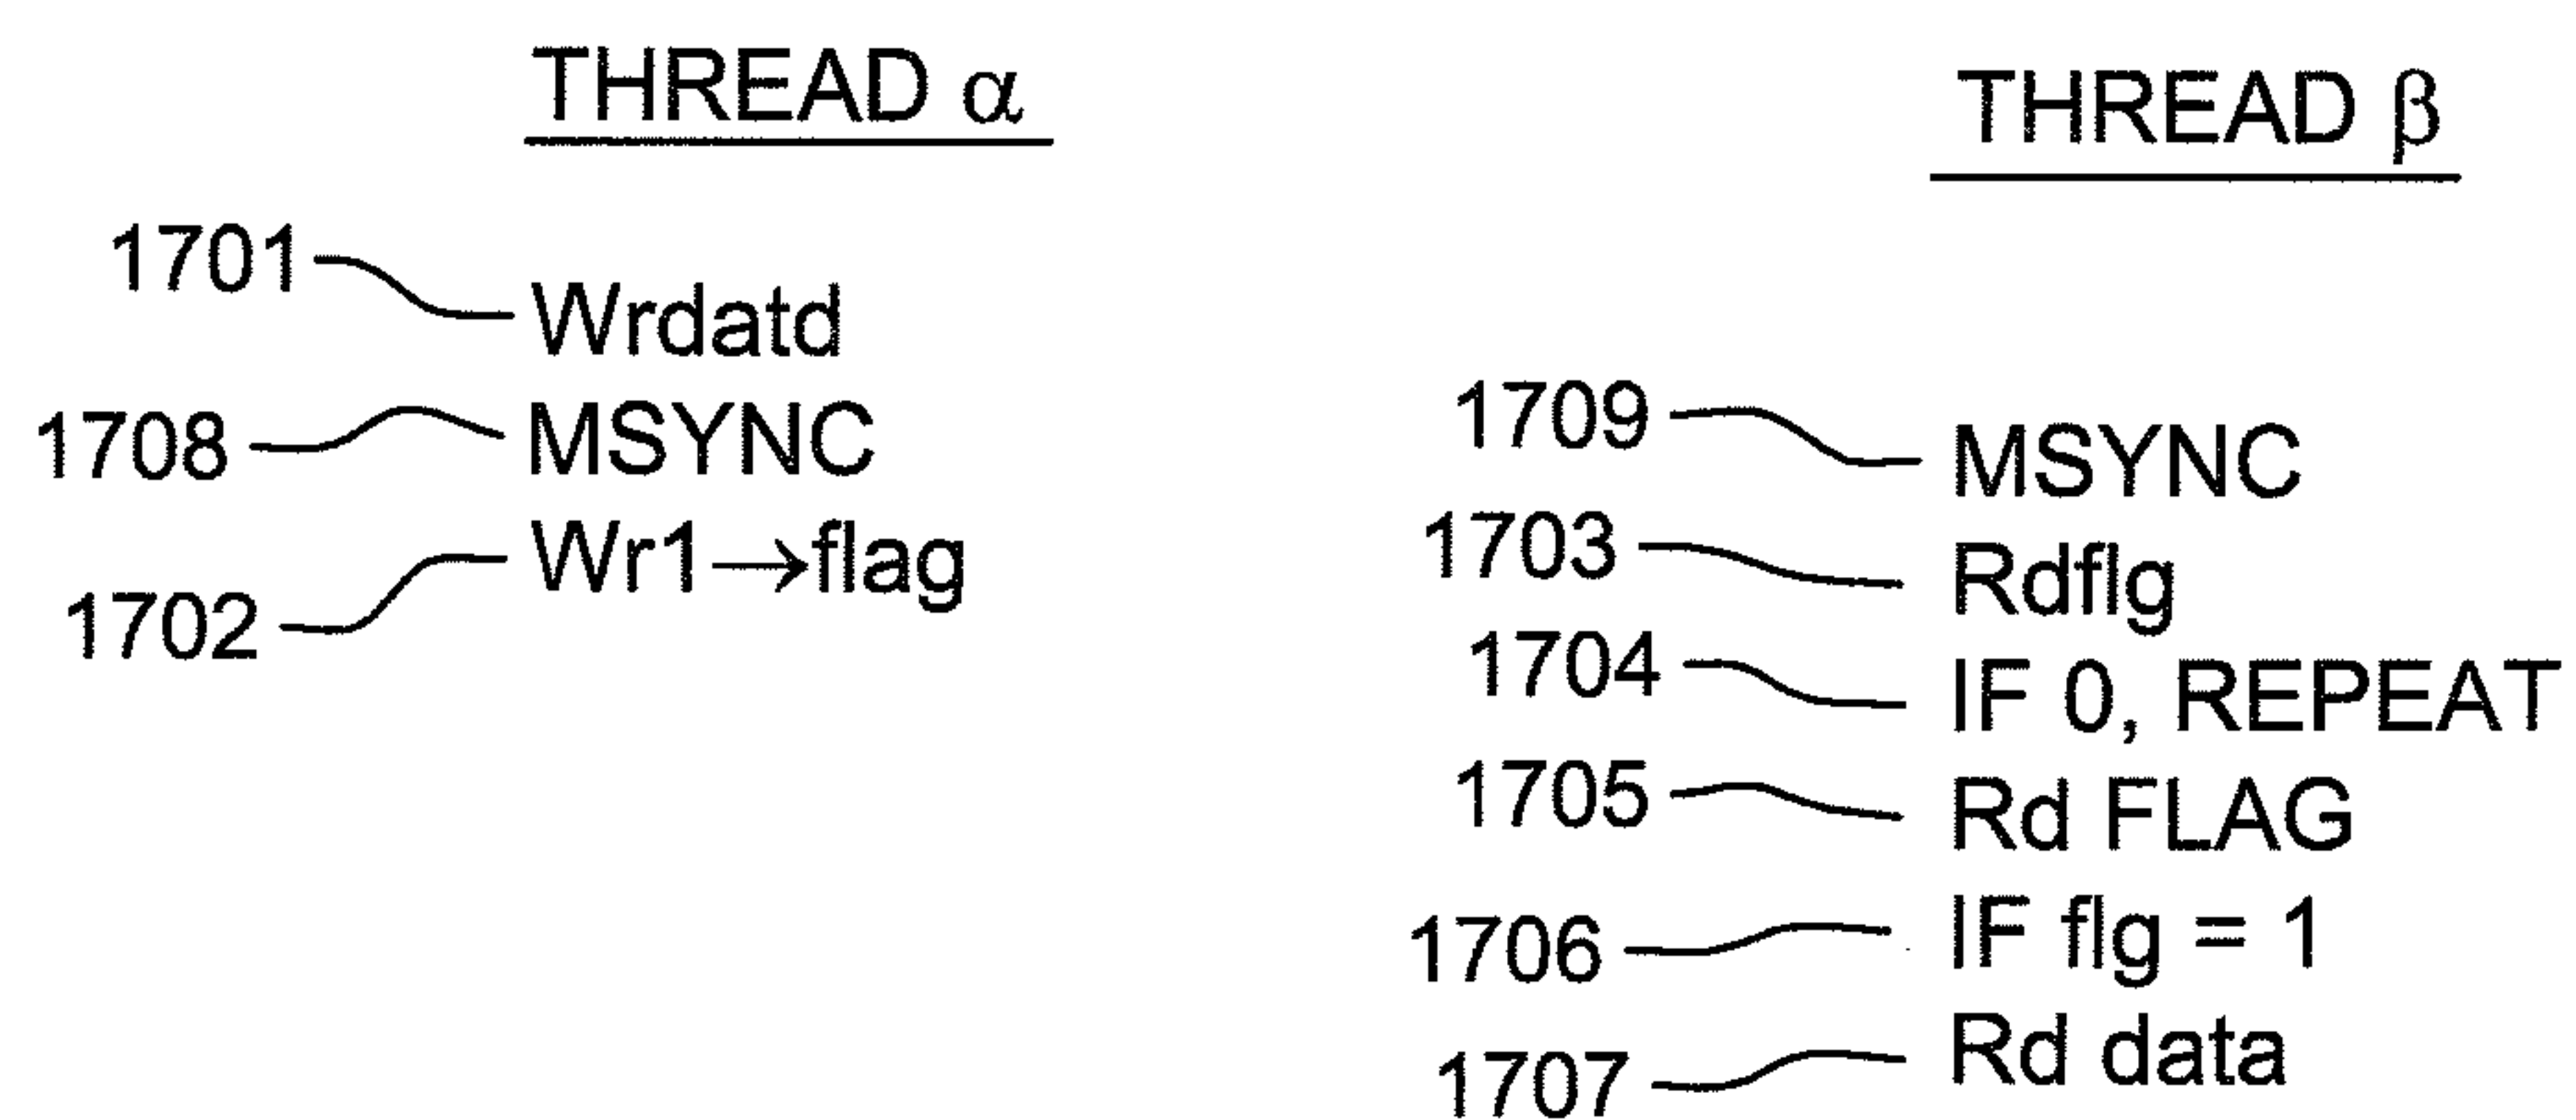 THREAD α
1701 Wrdatd
1708 MSYNC
1702 Wr1→flag
THREAD β
1709 MSYNC
1703 Rdflg
1704 IF 0, REPEAT
1705 Rd FLAG
1706 IF flg = 1
1707 Rd data